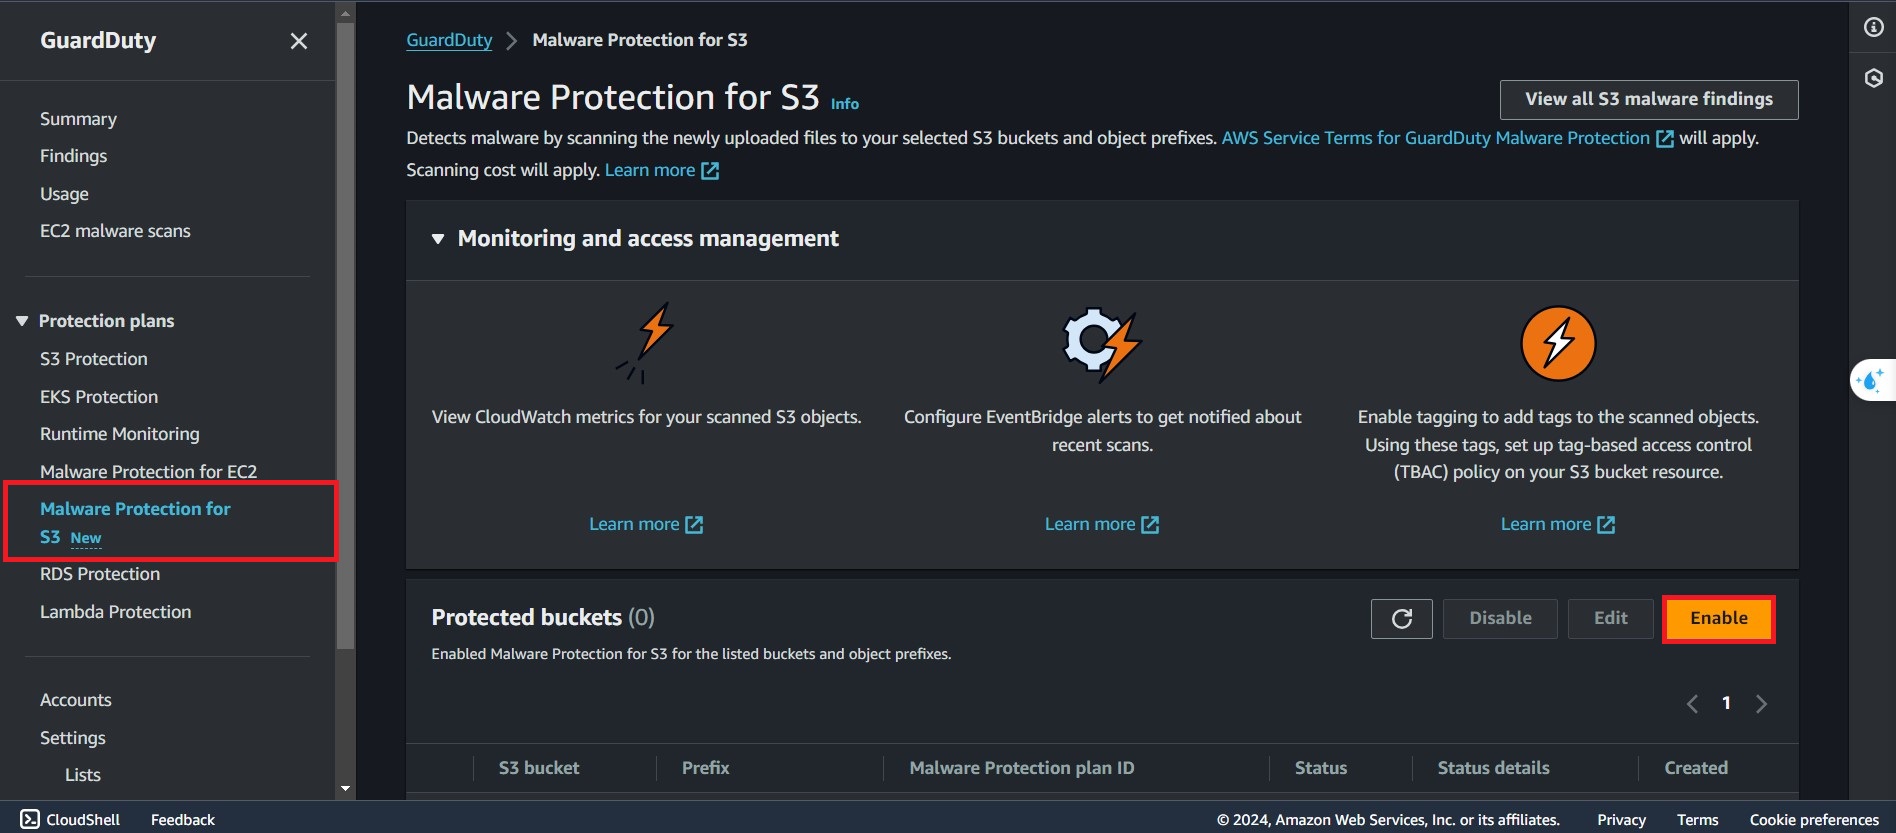 GuardDuty
Summary
Findings
Usage
EC2 malware scans
Protection plans
S3 Protection
EKS Protection
Runtime Monitoring
Malware Protection for EC2
Malware Protection for
S3 New
RDS Protection
Lambda Protection
Accounts
Settings
Lists
GuardDuty > Malware Protection for S3
Malware Protection for S3 Info
View all S3 malware findings
Detects malware by scanning the newly uploaded files to your selected S3 buckets and object prefixes. AWS Service Terms for GuardDuty Malware Protection will apply.
Scanning cost will apply. Learn more
Monitoring and access management
View CloudWatch metrics for your scanned S3 objects.
Learn more
Configure EventBridge alerts to get notified about
recent scans.
Learn more
Enable tagging to add tags to the scanned objects.
Using these tags, set up tag-based access control
(TBAC) policy on your S3 bucket resource.
Learn more
Protected buckets (0)
Disable
Edit
Enable
Enabled Malware Protection for S3 for the listed buckets and object prefixes.
1
S3 bucket Prefix Malware Protection plan ID Status Status details Created
CloudShell Feedback © 2024, Amazon Web Services, Inc. or its affiliates. Privacy Terms Cookie preferences